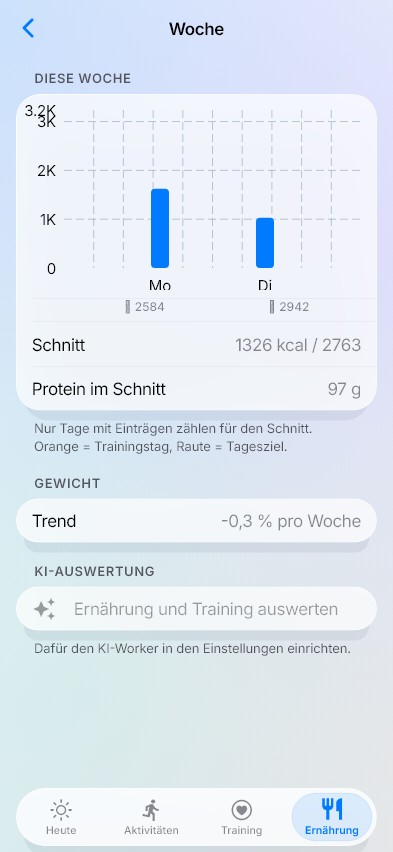 Woche
DIESE WOCHE
3.2K
3K
2K
1K
0
Mo
Di
2584
2942
Schnitt
1326 kcal / 2763
Protein im Schnitt
97 g
Nur Tage mit Einträgen zählen für den Schnitt.
Orange = Trainingstag, Raute = Tagesziel.
GEWICHT
Trend
-0,3 % pro Woche
KI-AUSWERTUNG
Ernährung und Training auswerten
Dafür den KI-Worker in den Einstellungen einrichten.
Heute
Aktivitäten
Training
Ernährung